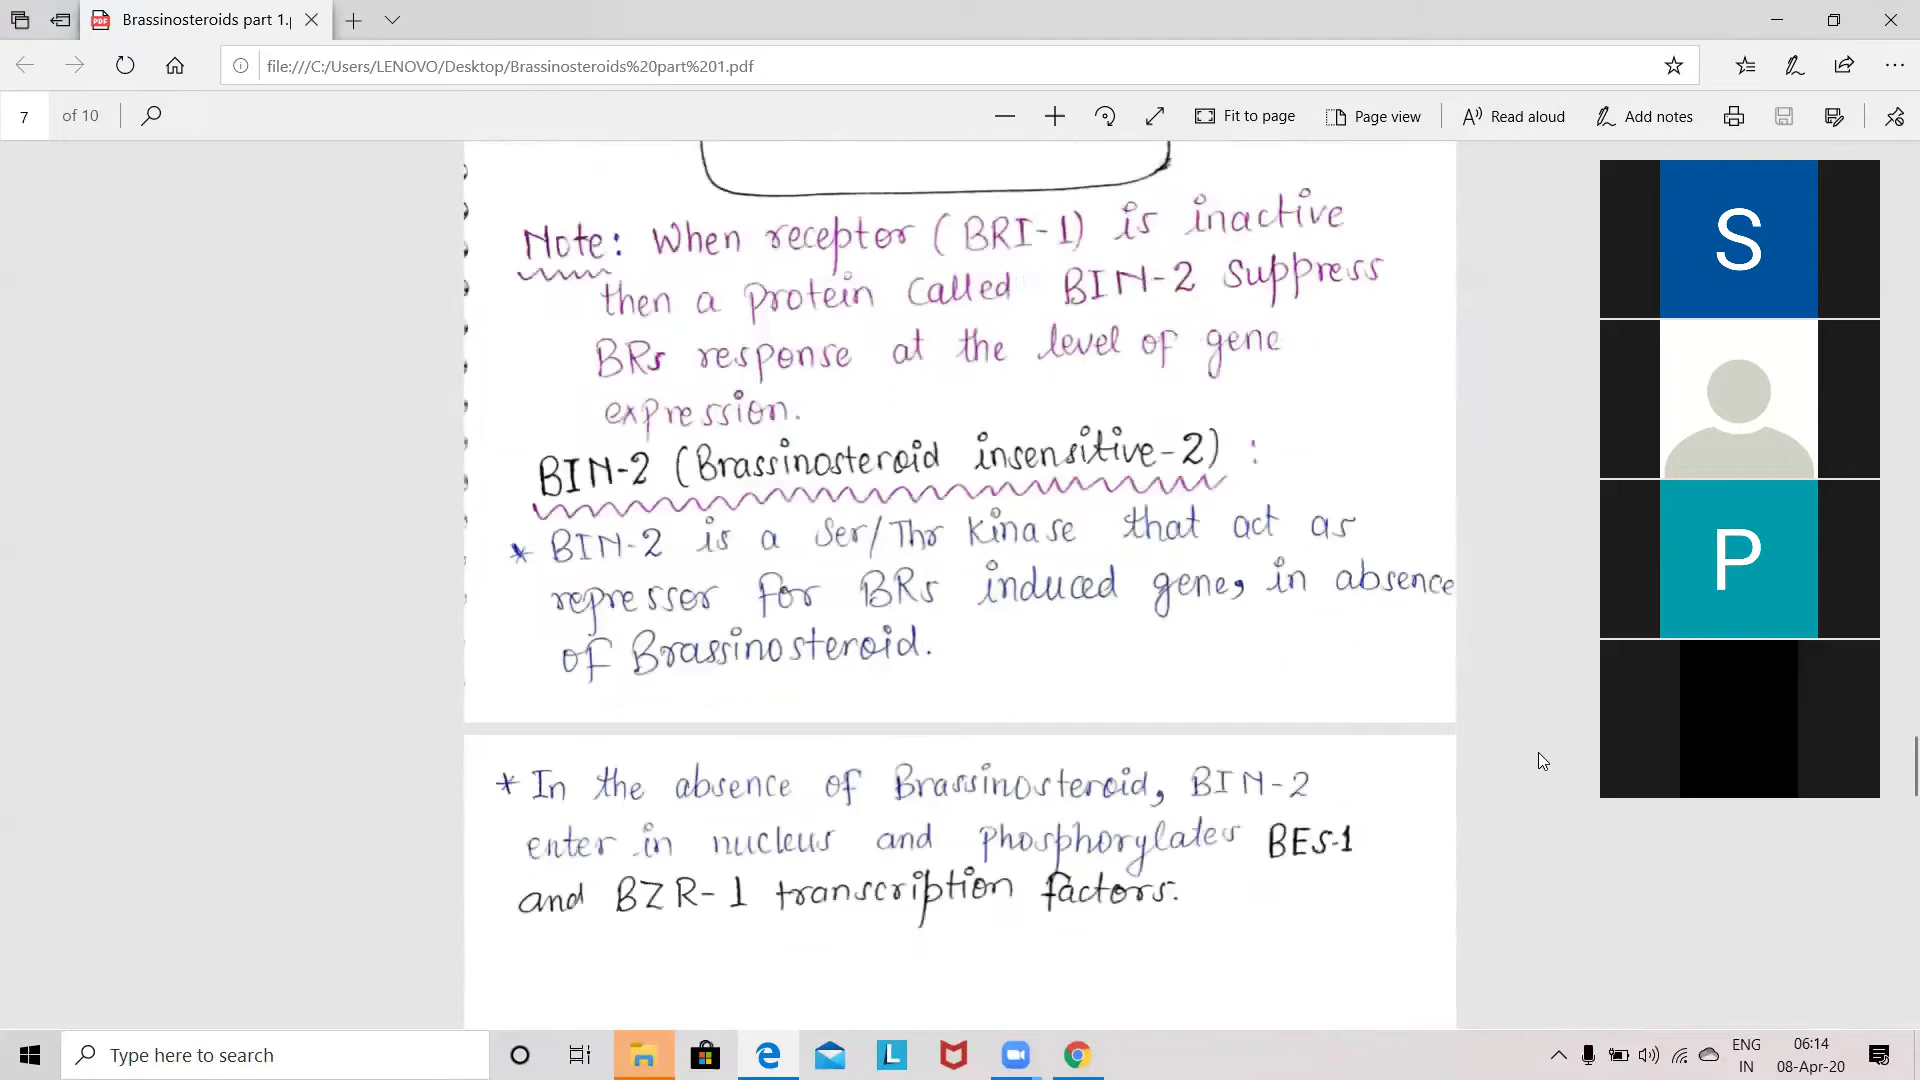 Brassinosteroids part 1.p
file:///C:/Users/LENOVO/Desktop/Brassinosteroids%20part%201.pdf
7 of 10
Fit to page
Page view
Read aloud
Add notes
Note: When receptor (BRI-1) is inactive
then a protein called BIN-2 suppress
BRs response at the level of gene
expression.
BIN-2 (Brassinosteroid insensitive-2) :
* BIN-2 is a Ser/Thr kinase that act as
repressor for BRs induced gene, in absence
of Brassinosteroid.
* In the absence of Brassinosteroid, BIN-2
enter in nucleus and phosphorylates BES-1
and BZR-1 transcription factors.
S
P
Type here to search
ENG
IN
06:14
08-Apr-20